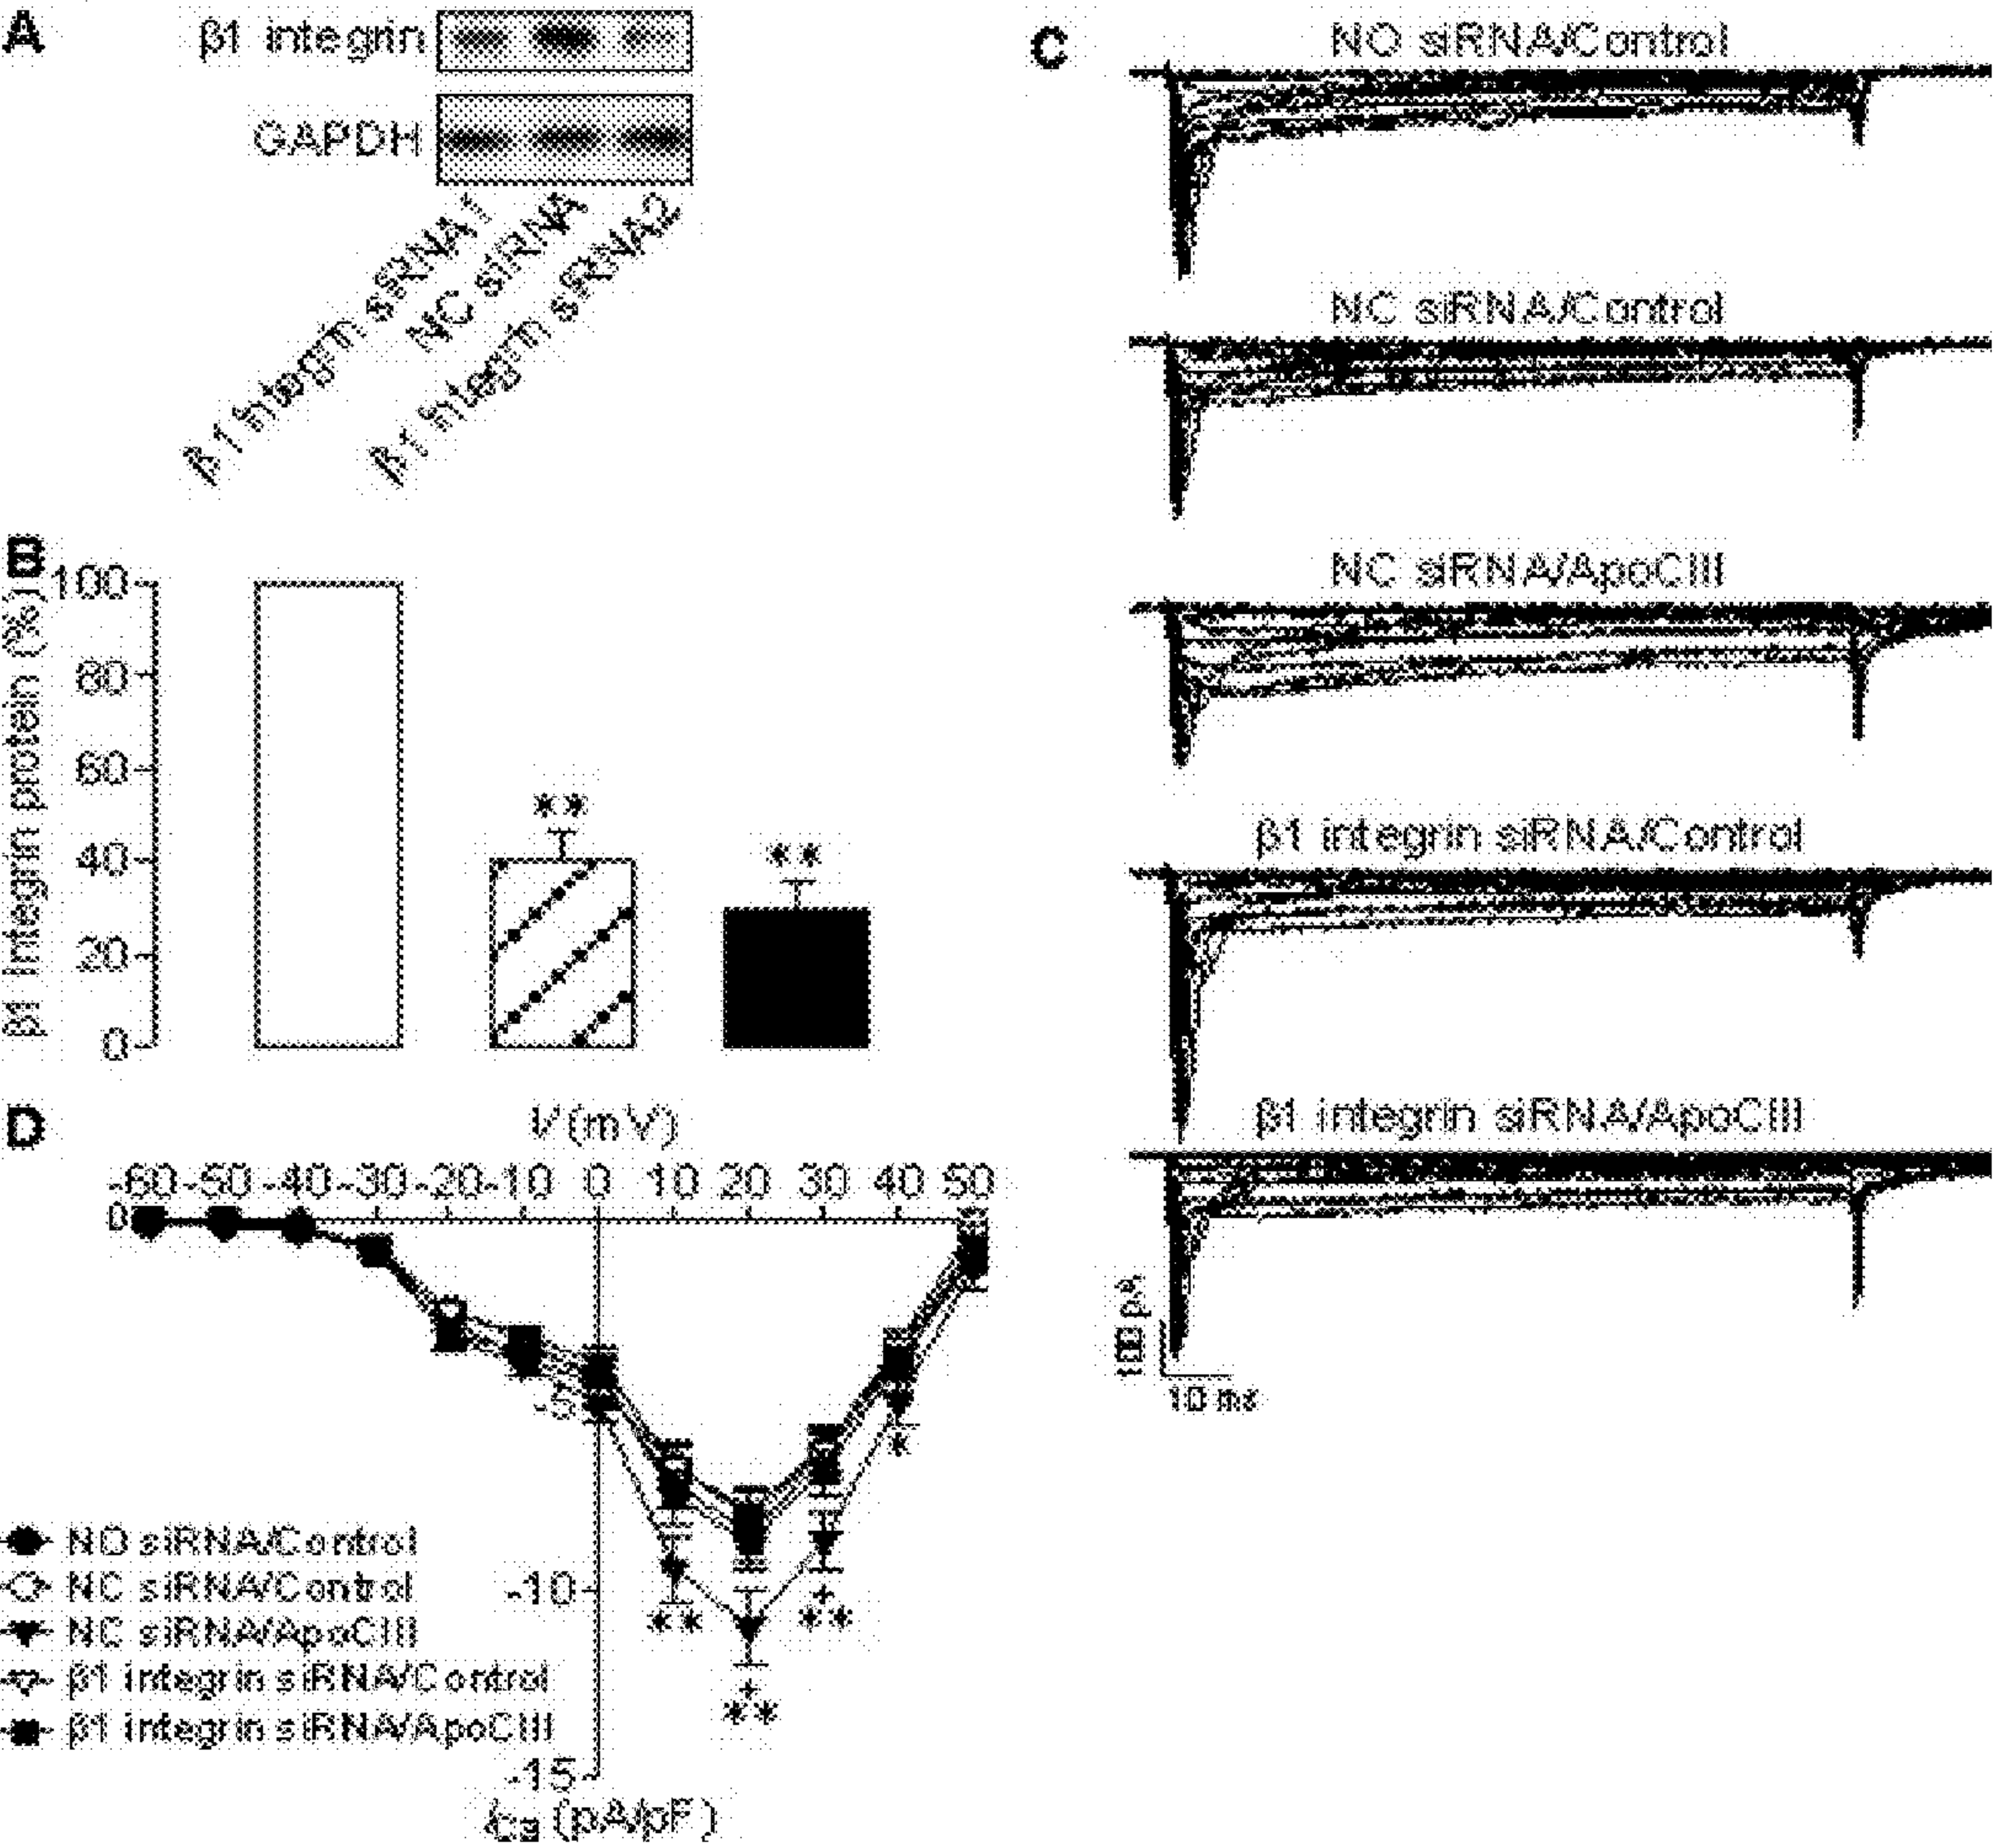 A
β1 integrin
GAPDH
β1 integrin siRNA1
NC siRNA
β1 integrin siRNA2
B
β1 integrin protein (%)
100
80
60
40
20
0
**
**
C
NO siRNA/Control
NC siRNA/Control
NC siRNA/ApoCIII
β1 integrin siRNA/Control
β1 integrin siRNA/ApoCIII
10 ms
D
V (mV)
-60 -50 -40 -30 -20 -10 0 10 20 30 40 50
0
-5
-10
-15
*
**
+
**
+
**
NO siRNA/Control
NC siRNA/Control
NC siRNA/ApoCIII
β1 integrin siRNA/Control
β1 integrin siRNA/ApoCIII
ICa (pA/pF)